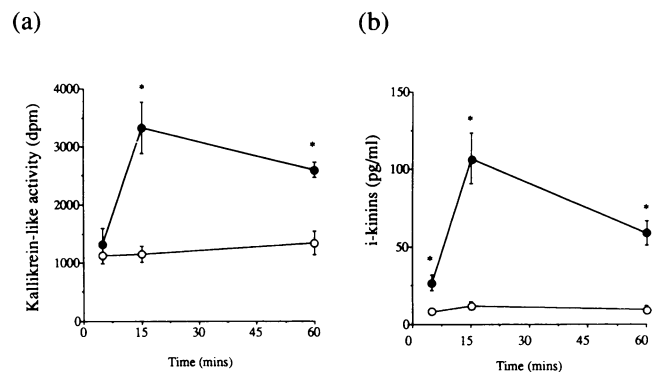 (a)
(b)
Kallikrein-like activity (dpm)
4000
3000
2000
1000
0
*
*
0 15 30 45 60
Time (mins)
i-kinins (pg/ml)
150
100
50
0
*
*
*
0 15 30 45 60
Time (mins)